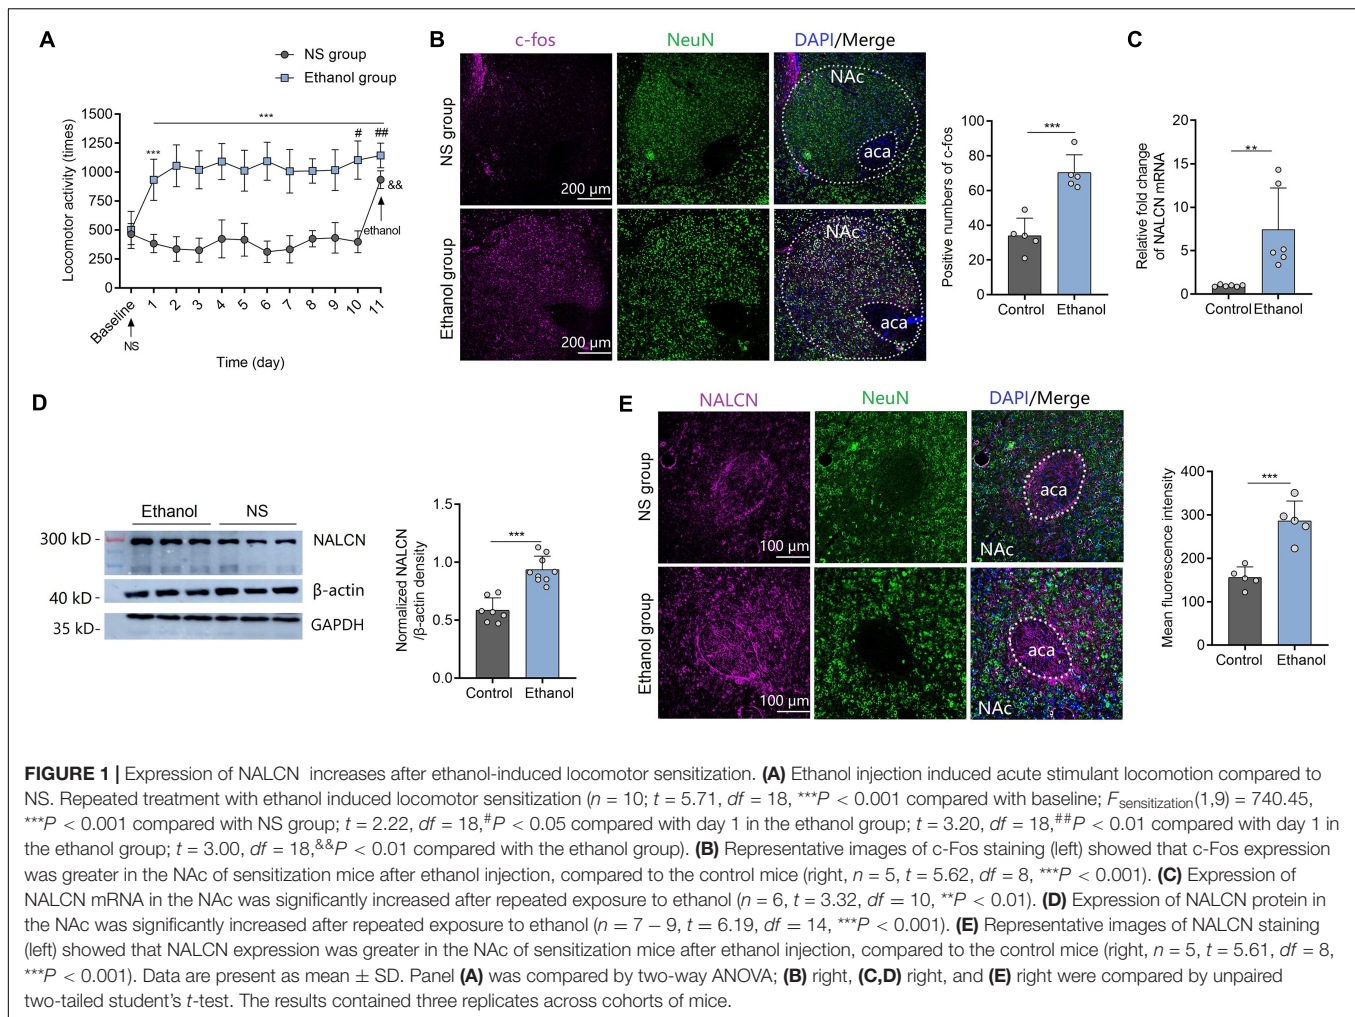 A
NS group
Ethanol group
Locomotor activity (times)
1500
1250
1000
750
500
250
0
***
***
#
##
&&
ethanol
Baseline
1
2
3
4
5
6
7
8
9
10
11
NS
Time (day)
B
c-fos
NeuN
DAPI/Merge
NS group
Ethanol group
200 µm
NAc
aca
200 µm
NAc
aca
Positive numbers of c-fos
100
80
60
40
20
0
***
Control
Ethanol
C
Relative fold change
of NALCN mRNA
20
15
10
5
0
**
Control
Ethanol
D
Ethanol
NS
300 kD -
NALCN
40 kD -
β-actin
35 kD-
GAPDH
Normalized NALCN
/β-actin density
1.5
1.0
0.5
0.0
***
Control
Ethanol
E
NALCN
NeuN
DAPI/Merge
NS group
Ethanol group
100 µm
aca
NAc
100 µm
aca
NAc
Mean fluorescence intensity
400
300
200
100
0
***
Control
Ethanol
FIGURE 1 | Expression of NALCN increases after ethanol-induced locomotor sensitization. (A) Ethanol injection induced acute stimulant locomotion compared to
NS. Repeated treatment with ethanol induced locomotor sensitization (n = 10; t = 5.71, df = 18, ***P < 0.001 compared with baseline; Fsensitization(1,9) = 740.45,
***P < 0.001 compared with NS group; t = 2.22, df = 18,#P < 0.05 compared with day 1 in the ethanol group; t = 3.20, df = 18,##P < 0.01 compared with day 1 in
the ethanol group; t = 3.00, df = 18,&&P < 0.01 compared with the ethanol group). (B) Representative images of c-Fos staining (left) showed that c-Fos expression
was greater in the NAc of sensitization mice after ethanol injection, compared to the control mice (right, n = 5, t = 5.62, df = 8, ***P < 0.001). (C) Expression of
NALCN mRNA in the NAc was significantly increased after repeated exposure to ethanol (n = 6, t = 3.32, df = 10, **P < 0.01). (D) Expression of NALCN protein in
the NAc was significantly increased after repeated exposure to ethanol (n = 7 − 9, t = 6.19, df = 14, ***P < 0.001). (E) Representative images of NALCN staining
(left) showed that NALCN expression was greater in the NAc of sensitization mice after ethanol injection, compared to the control mice (right, n = 5, t = 5.61, df = 8,
***P < 0.001). Data are present as mean ± SD. Panel (A) was compared by two-way ANOVA; (B) right, (C,D) right, and (E) right were compared by unpaired
two-tailed student's t-test. The results contained three replicates across cohorts of mice.